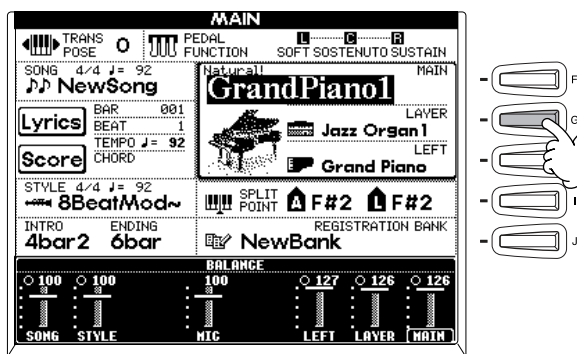 MAIN
TRANSPOSE 0
PEDAL FUNCTION
L C R
SOFT SOSTENUTO SUSTAIN
SONG 4/4 ♩= 92
NewSong
Lyrics
BAR 001
BEAT 1
TEMPO ♩= 92
Score
CHORD
Natural! MAIN
GrandPiano1
LAYER
Jazz Organ1
LEFT
Grand Piano
STYLE 4/4 ♩= 92
8BeatMod~
SPLIT POINT A F#2 L F#2
INTRO ENDING
4bar2 6bar
REGISTRATION BANK
NewBank
BALANCE
100 100 100 127 126 126
SONG STYLE MIC LEFT LAYER MAIN
F
G
I
J